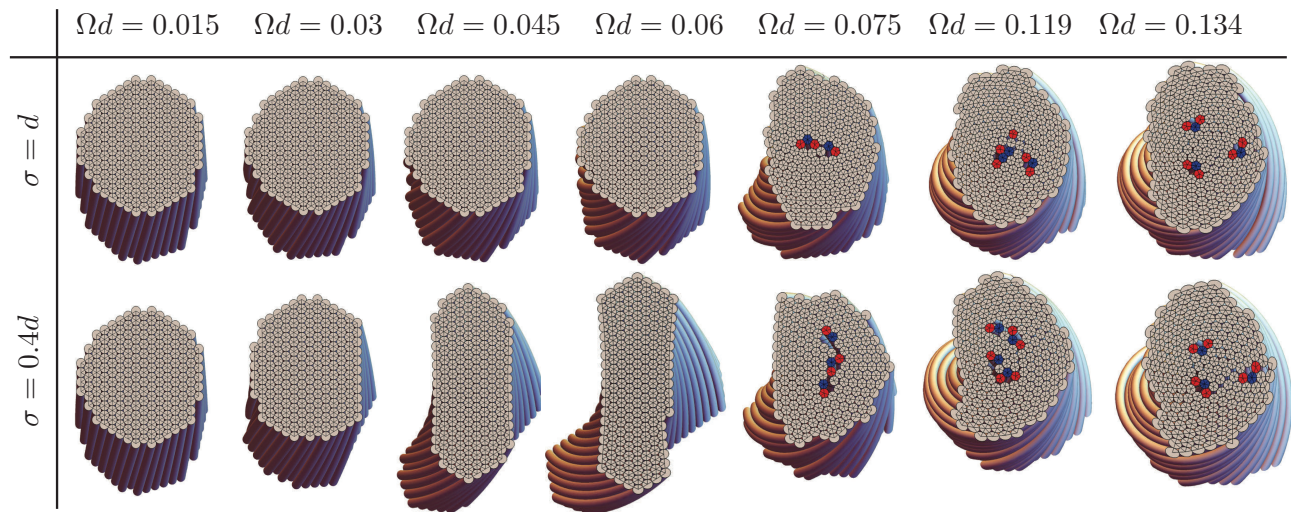 Ωd = 0.015 Ωd = 0.03 Ωd = 0.045 Ωd = 0.06 Ωd = 0.075 Ωd = 0.119 Ωd = 0.134
σ = d
σ = 0.4d